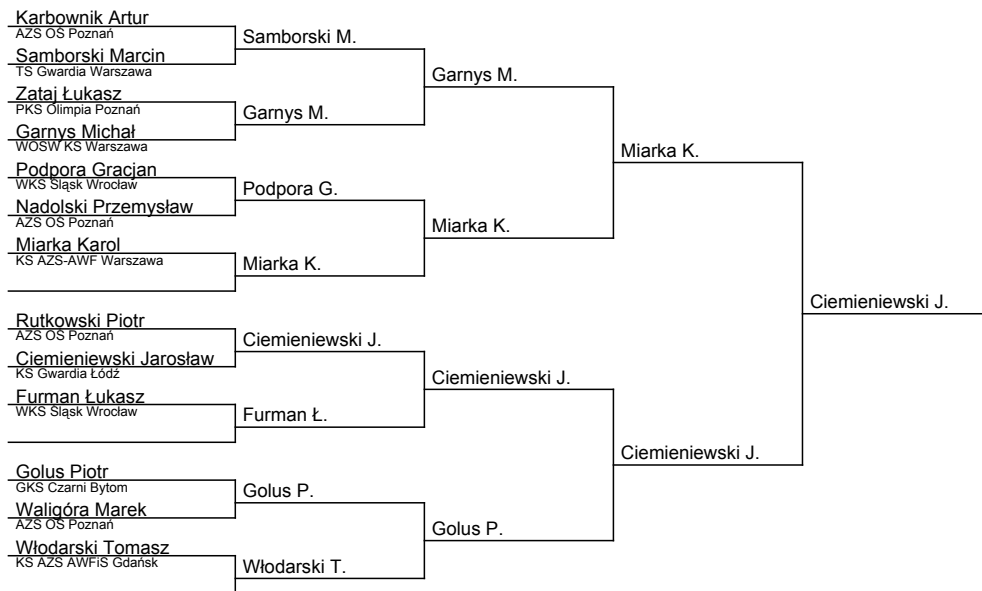 Karbownik Artur
AZS OŚ Poznań
Samborski M.
Samborski Marcin
TS Gwardia Warszawa
Garnys M.
Zataj Łukasz
PKS Olimpia Poznań
Garnys M.
Garnys Michał
WOSW KS Warszawa
Miarka K.
Podpora Gracjan
WKS Śląsk Wrocław
Podpora G.
Nadolski Przemysław
AZS OŚ Poznań
Miarka K.
Miarka Karol
KS AZS-AWF Warszawa
Miarka K.
Ciemieniewski J.
Rutkowski Piotr
AZS OŚ Poznań
Ciemieniewski J.
Ciemieniewski Jarosław
KS Gwardia Łódź
Ciemieniewski J.
Furman Łukasz
WKS Śląsk Wrocław
Furman Ł.
Ciemieniewski J.
Golus Piotr
GKS Czarni Bytom
Golus P.
Waligóra Marek
AZS OŚ Poznań
Golus P.
Włodarski Tomasz
KS AZS AWFiS Gdańsk
Włodarski T.